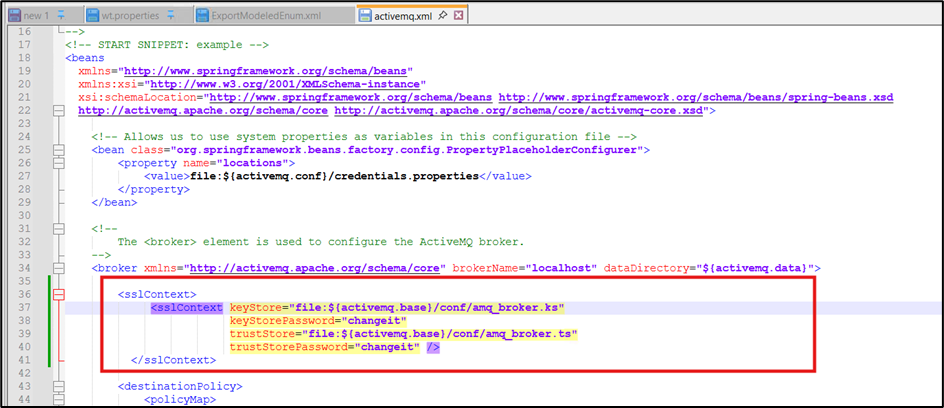 new 1 wt.properties ExportModeledEnum.xml activemq.xml
16 -->
17 <!-- START SNIPPET: example -->
18 <beans
19 xmlns="http://www.springframework.org/schema/beans"
20 xmlns:xsi="http://www.w3.org/2001/XMLSchema-instance"
21 xsi:schemaLocation="http://www.springframework.org/schema/beans http://www.springframework.org/schema/beans/spring-beans.xsd
22 http://activemq.apache.org/schema/core http://activemq.apache.org/schema/core/activemq-core.xsd">
23
24 <!-- Allows us to use system properties as variables in this configuration file -->
25 <bean class="org.springframework.beans.factory.config.PropertyPlaceholderConfigurer">
26 <property name="locations">
27 <value>file:${activemq.conf}/credentials.properties</value>
28 </property>
29 </bean>
30
31 <!--
32 The <broker> element is used to configure the ActiveMQ broker.
33 -->
34 <broker xmlns="http://activemq.apache.org/schema/core" brokerName="localhost" dataDirectory="${activemq.data}">
35
36 <sslContext>
37 <sslContext keyStore="file:${activemq.base}/conf/amq_broker.ks"
38 keyStorePassword="changeit"
39 trustStore="file:${activemq.base}/conf/amq_broker.ts"
40 trustStorePassword="changeit" />
41 </sslContext>
42
43 <destinationPolicy>
44 <policyMap>